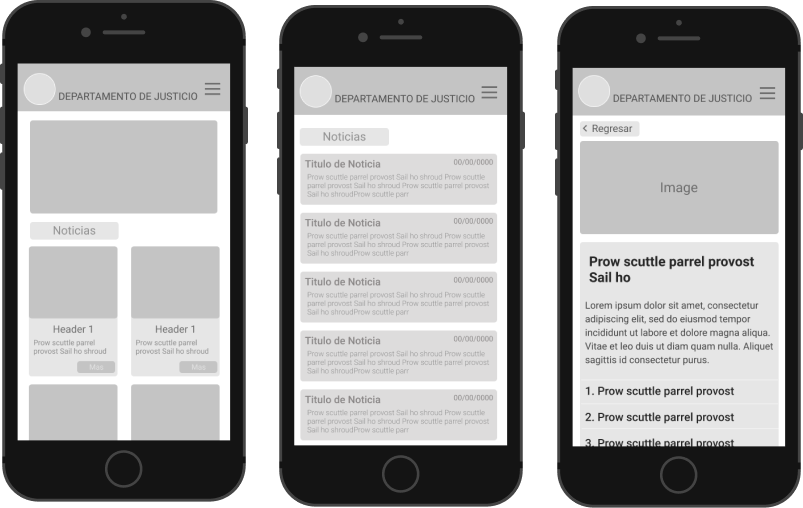 DEPARTAMENTO DE JUSTICIO
Noticias
Header 1
Prow scuttle parrel
provost Sail ho shroud
Mas
Header 1
Prow scuttle parrel
provost Sail ho shroud
Mas
DEPARTAMENTO DE JUSTICIO
Noticias
Titulo de Noticia 00/00/0000
Prow scuttle parrel provost Sail ho shroud Prow scuttle
parrel provost Sail ho shroud Prow scuttle parrel provost
Sail ho shroudProw scuttle parr
Titulo de Noticia 00/00/0000
Prow scuttle parrel provost Sail ho shroud Prow scuttle
parrel provost Sail ho shroud Prow scuttle parrel provost
Sail ho shroudProw scuttle parr
Titulo de Noticia 00/00/0000
Prow scuttle parrel provost Sail ho shroud Prow scuttle
parrel provost Sail ho shroud Prow scuttle parrel provost
Sail ho shroudProw scuttle parr
Titulo de Noticia 00/00/0000
Prow scuttle parrel provost Sail ho shroud Prow scuttle
parrel provost Sail ho shroud Prow scuttle parrel provost
Sail ho shroudProw scuttle parr
Titulo de Noticia 00/00/0000
Prow scuttle parrel provost Sail ho shroud Prow scuttle
parrel provost Sail ho shroud Prow scuttle parrel provost
Sail ho shroudProw scuttle parr
DEPARTAMENTO DE JUSTICIO
< Regresar
Image
Prow scuttle parrel provost
Sail ho
Lorem ipsum dolor sit amet, consectetur
adipiscing elit, sed do eiusmod tempor
incididunt ut labore et dolore magna aliqua.
Vitae et leo duis ut diam quam nulla. Aliquet
sagittis id consectetur purus.
1. Prow scuttle parrel provost
2. Prow scuttle parrel provost
3. Prow scuttle parrel provost